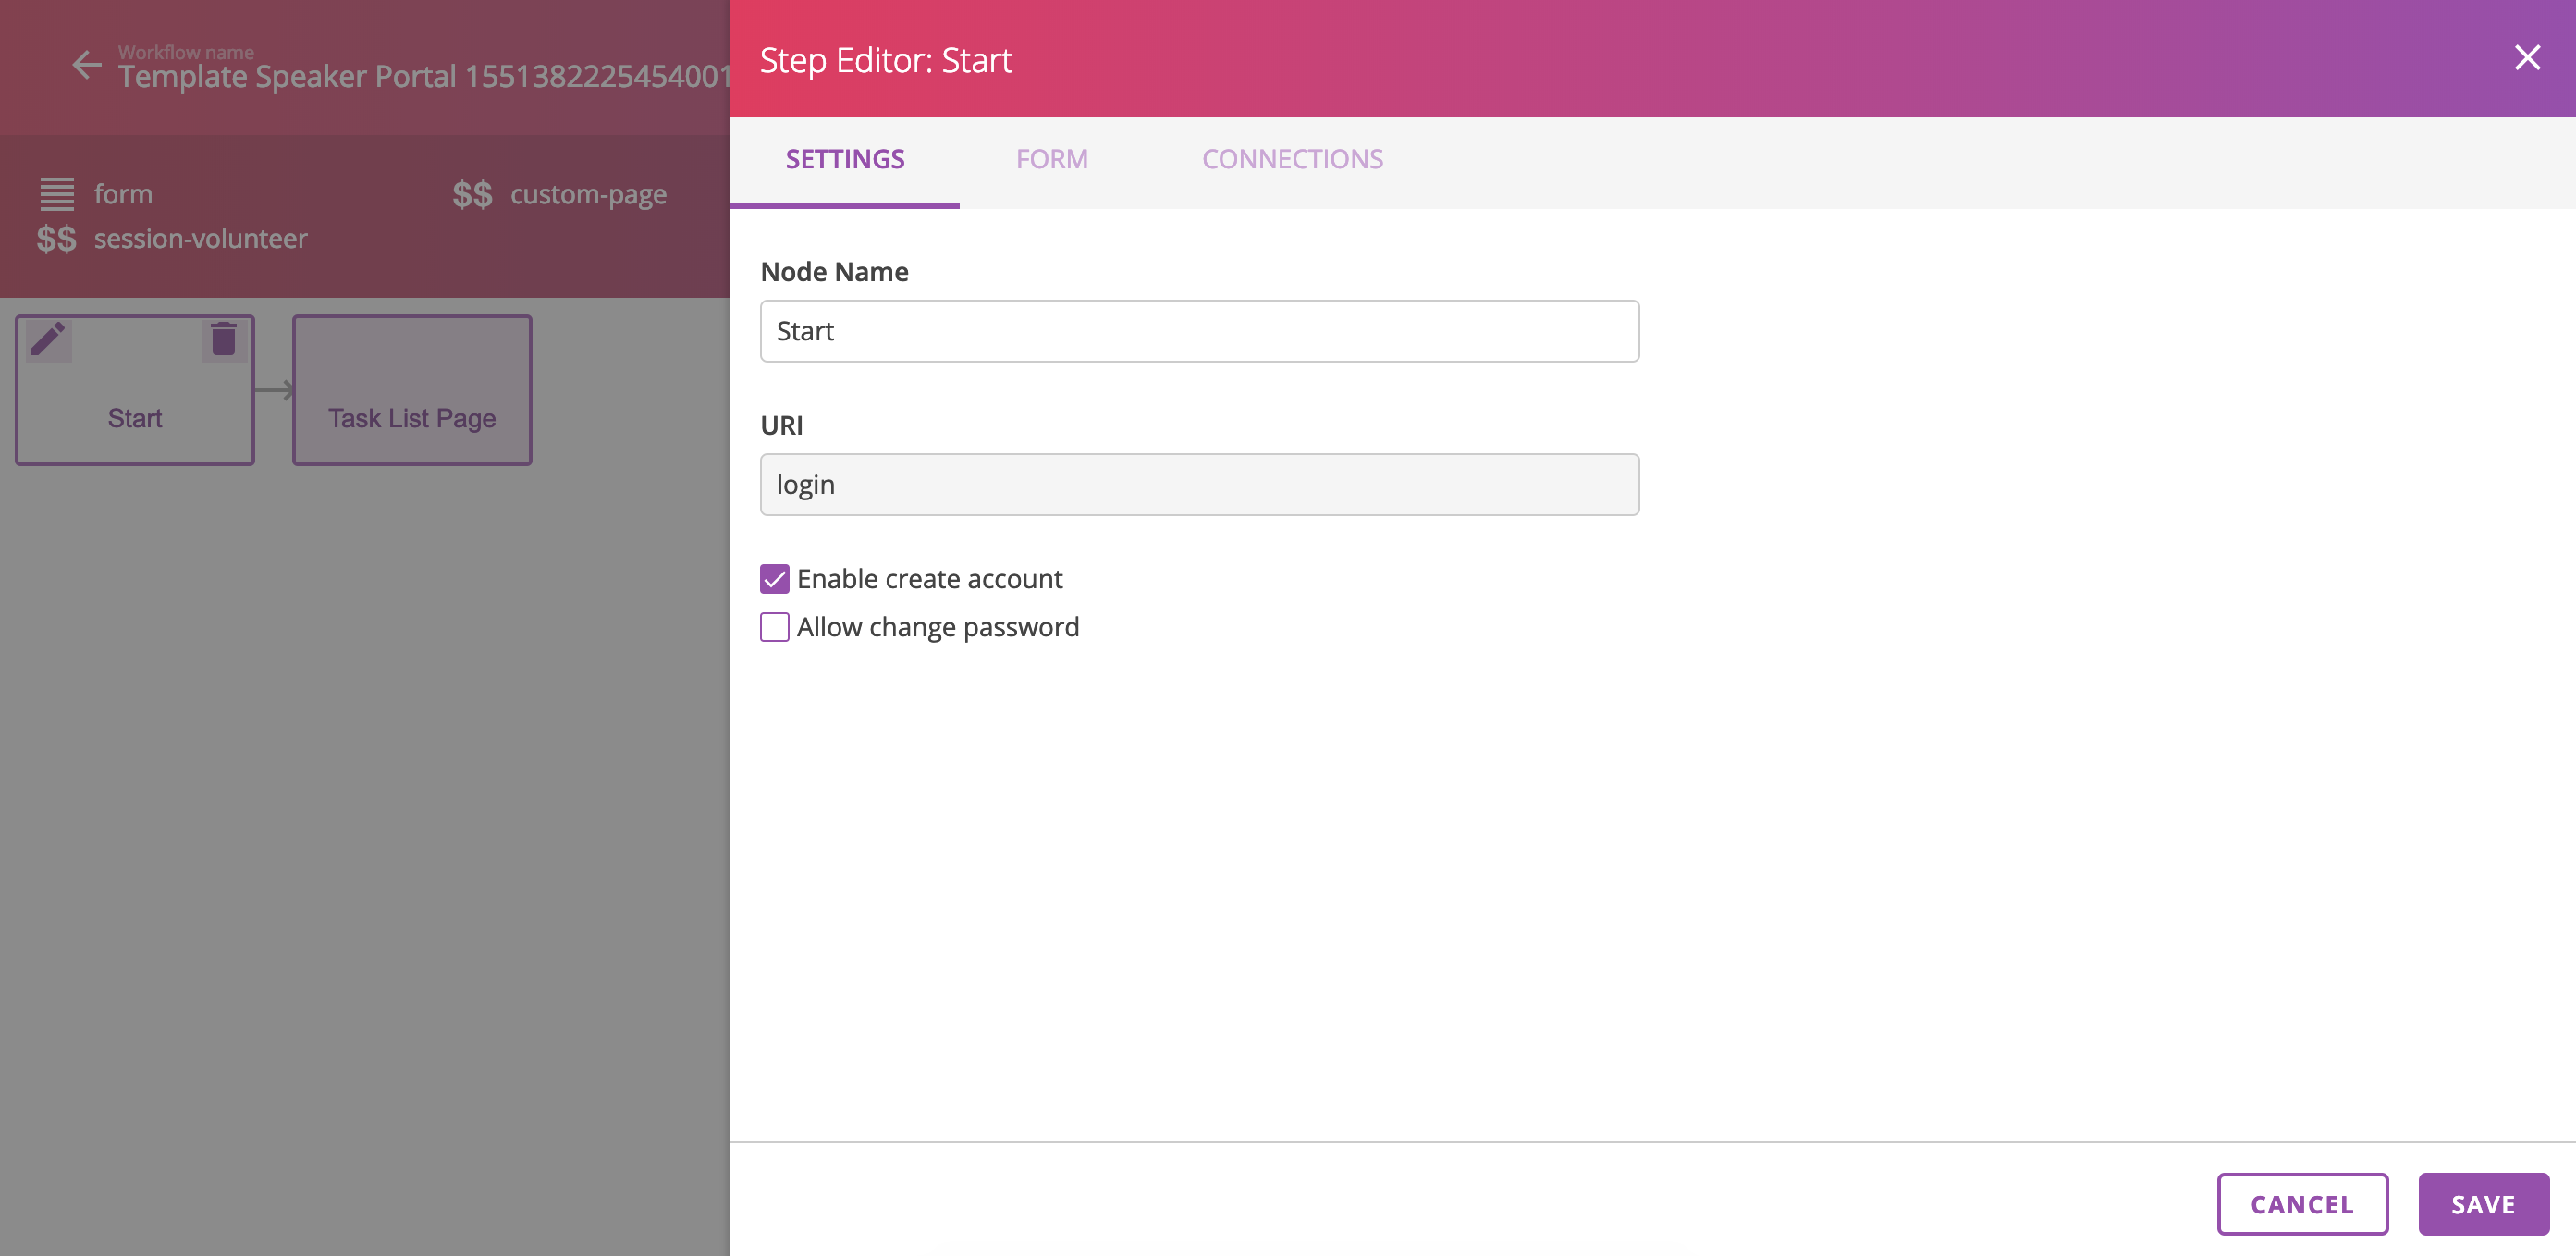 Workflow name
Template Speaker Portal 1551382225454001
form
$$ custom-page
$$ session-volunteer
Start
Task List Page
Step Editor: Start
SETTINGS
FORM
CONNECTIONS
Node Name
Start
URI
login
Enable create account
Allow change password
CANCEL
SAVE